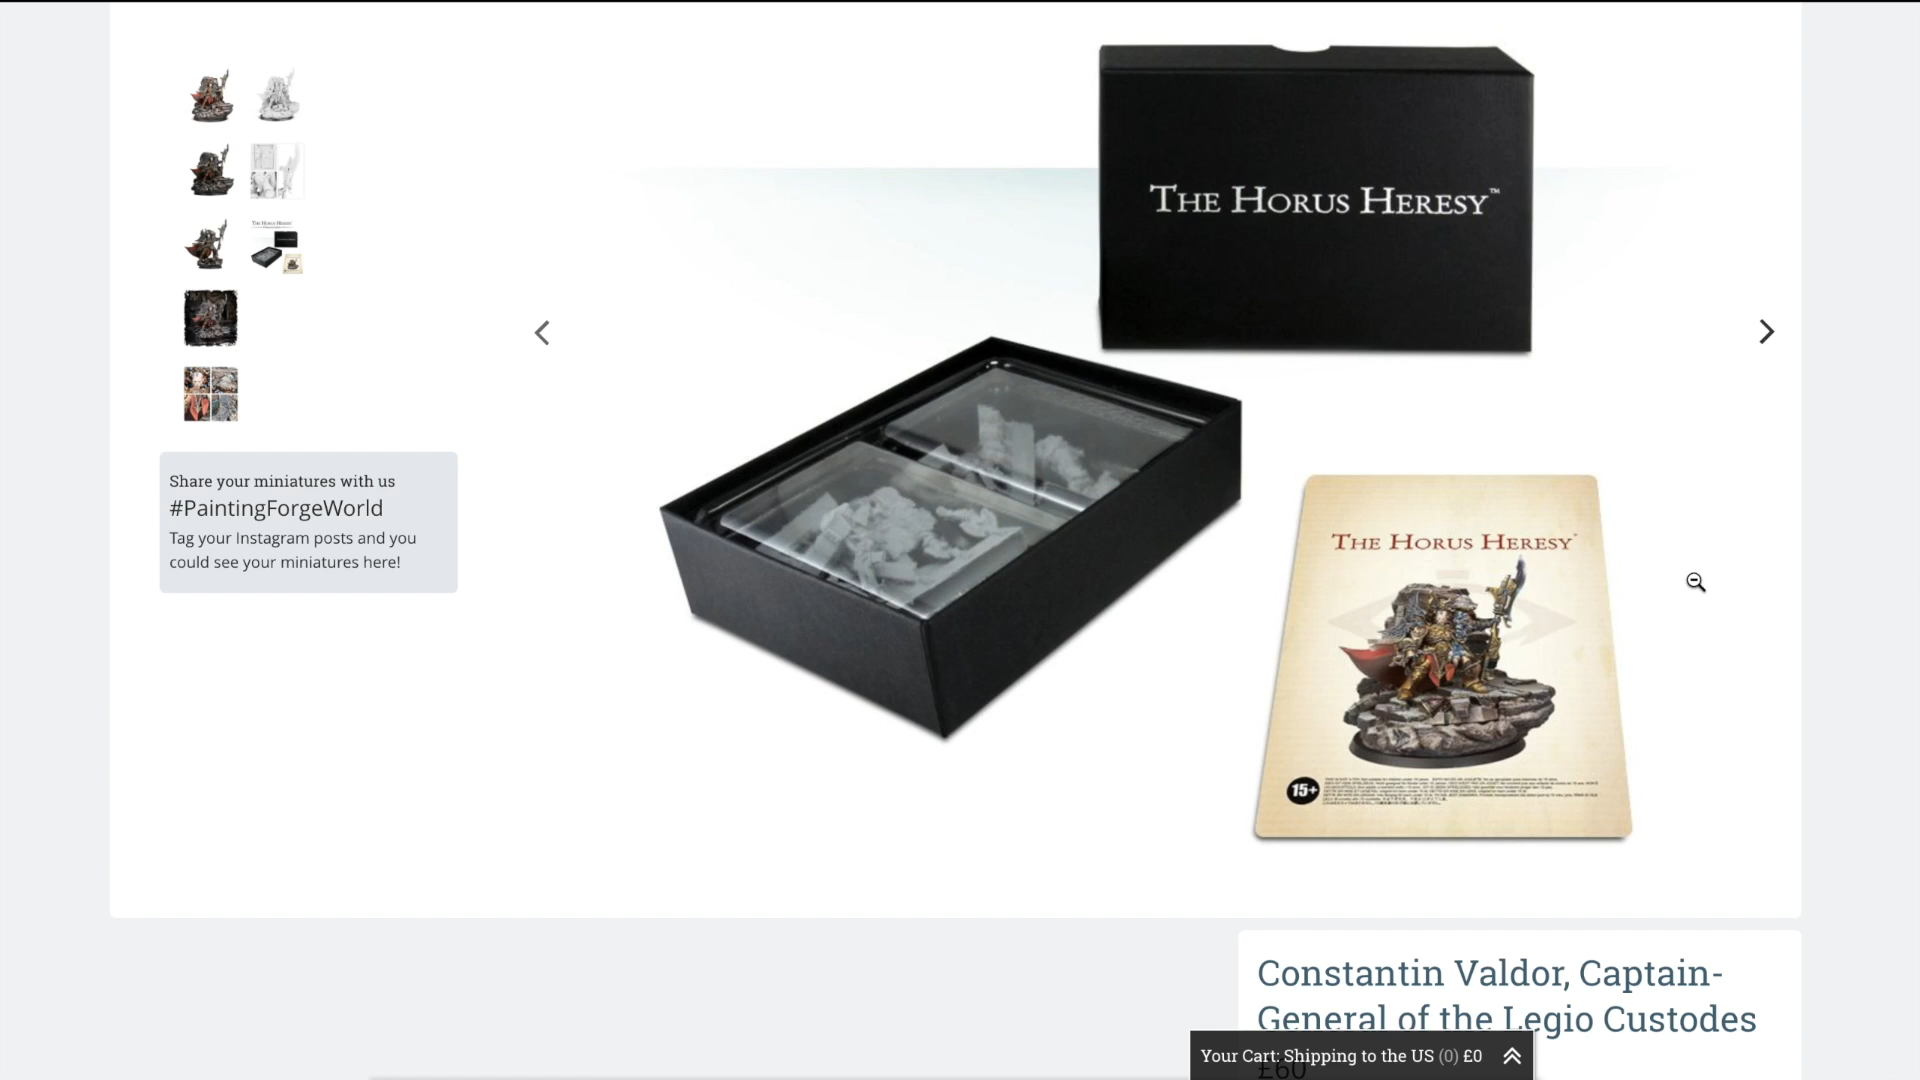 THE HORUS HERESY™
Share your miniatures with us
#PaintingForgeWorld
Tag your Instagram posts and you
could see your miniatures here!
THE HORUS HERESY
15+
Constantin Valdor, Captain-
General of the Legio Custodes
£60
Your Cart: Shipping to the US (0) £0